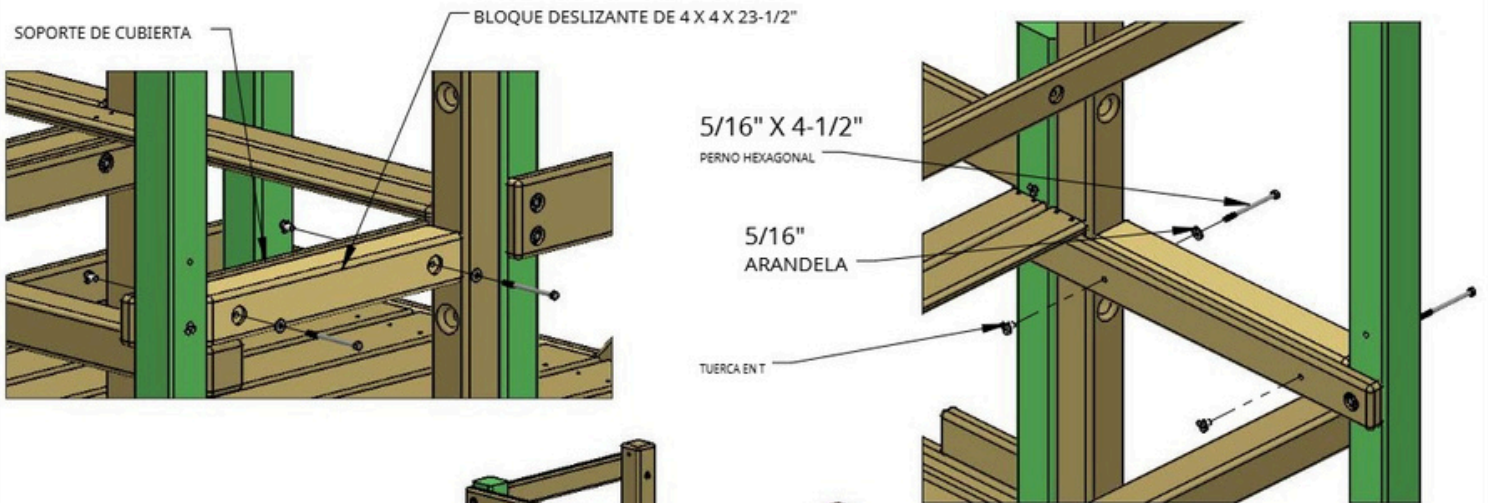 SOPORTE DE CUBIERTA
BLOQUE DESLIZANTE DE 4 X 4 X 23-1/2"
5/16" X 4-1/2"
PERNO HEXAGONAL
5/16"
ARANDELA
TUERCA EN T